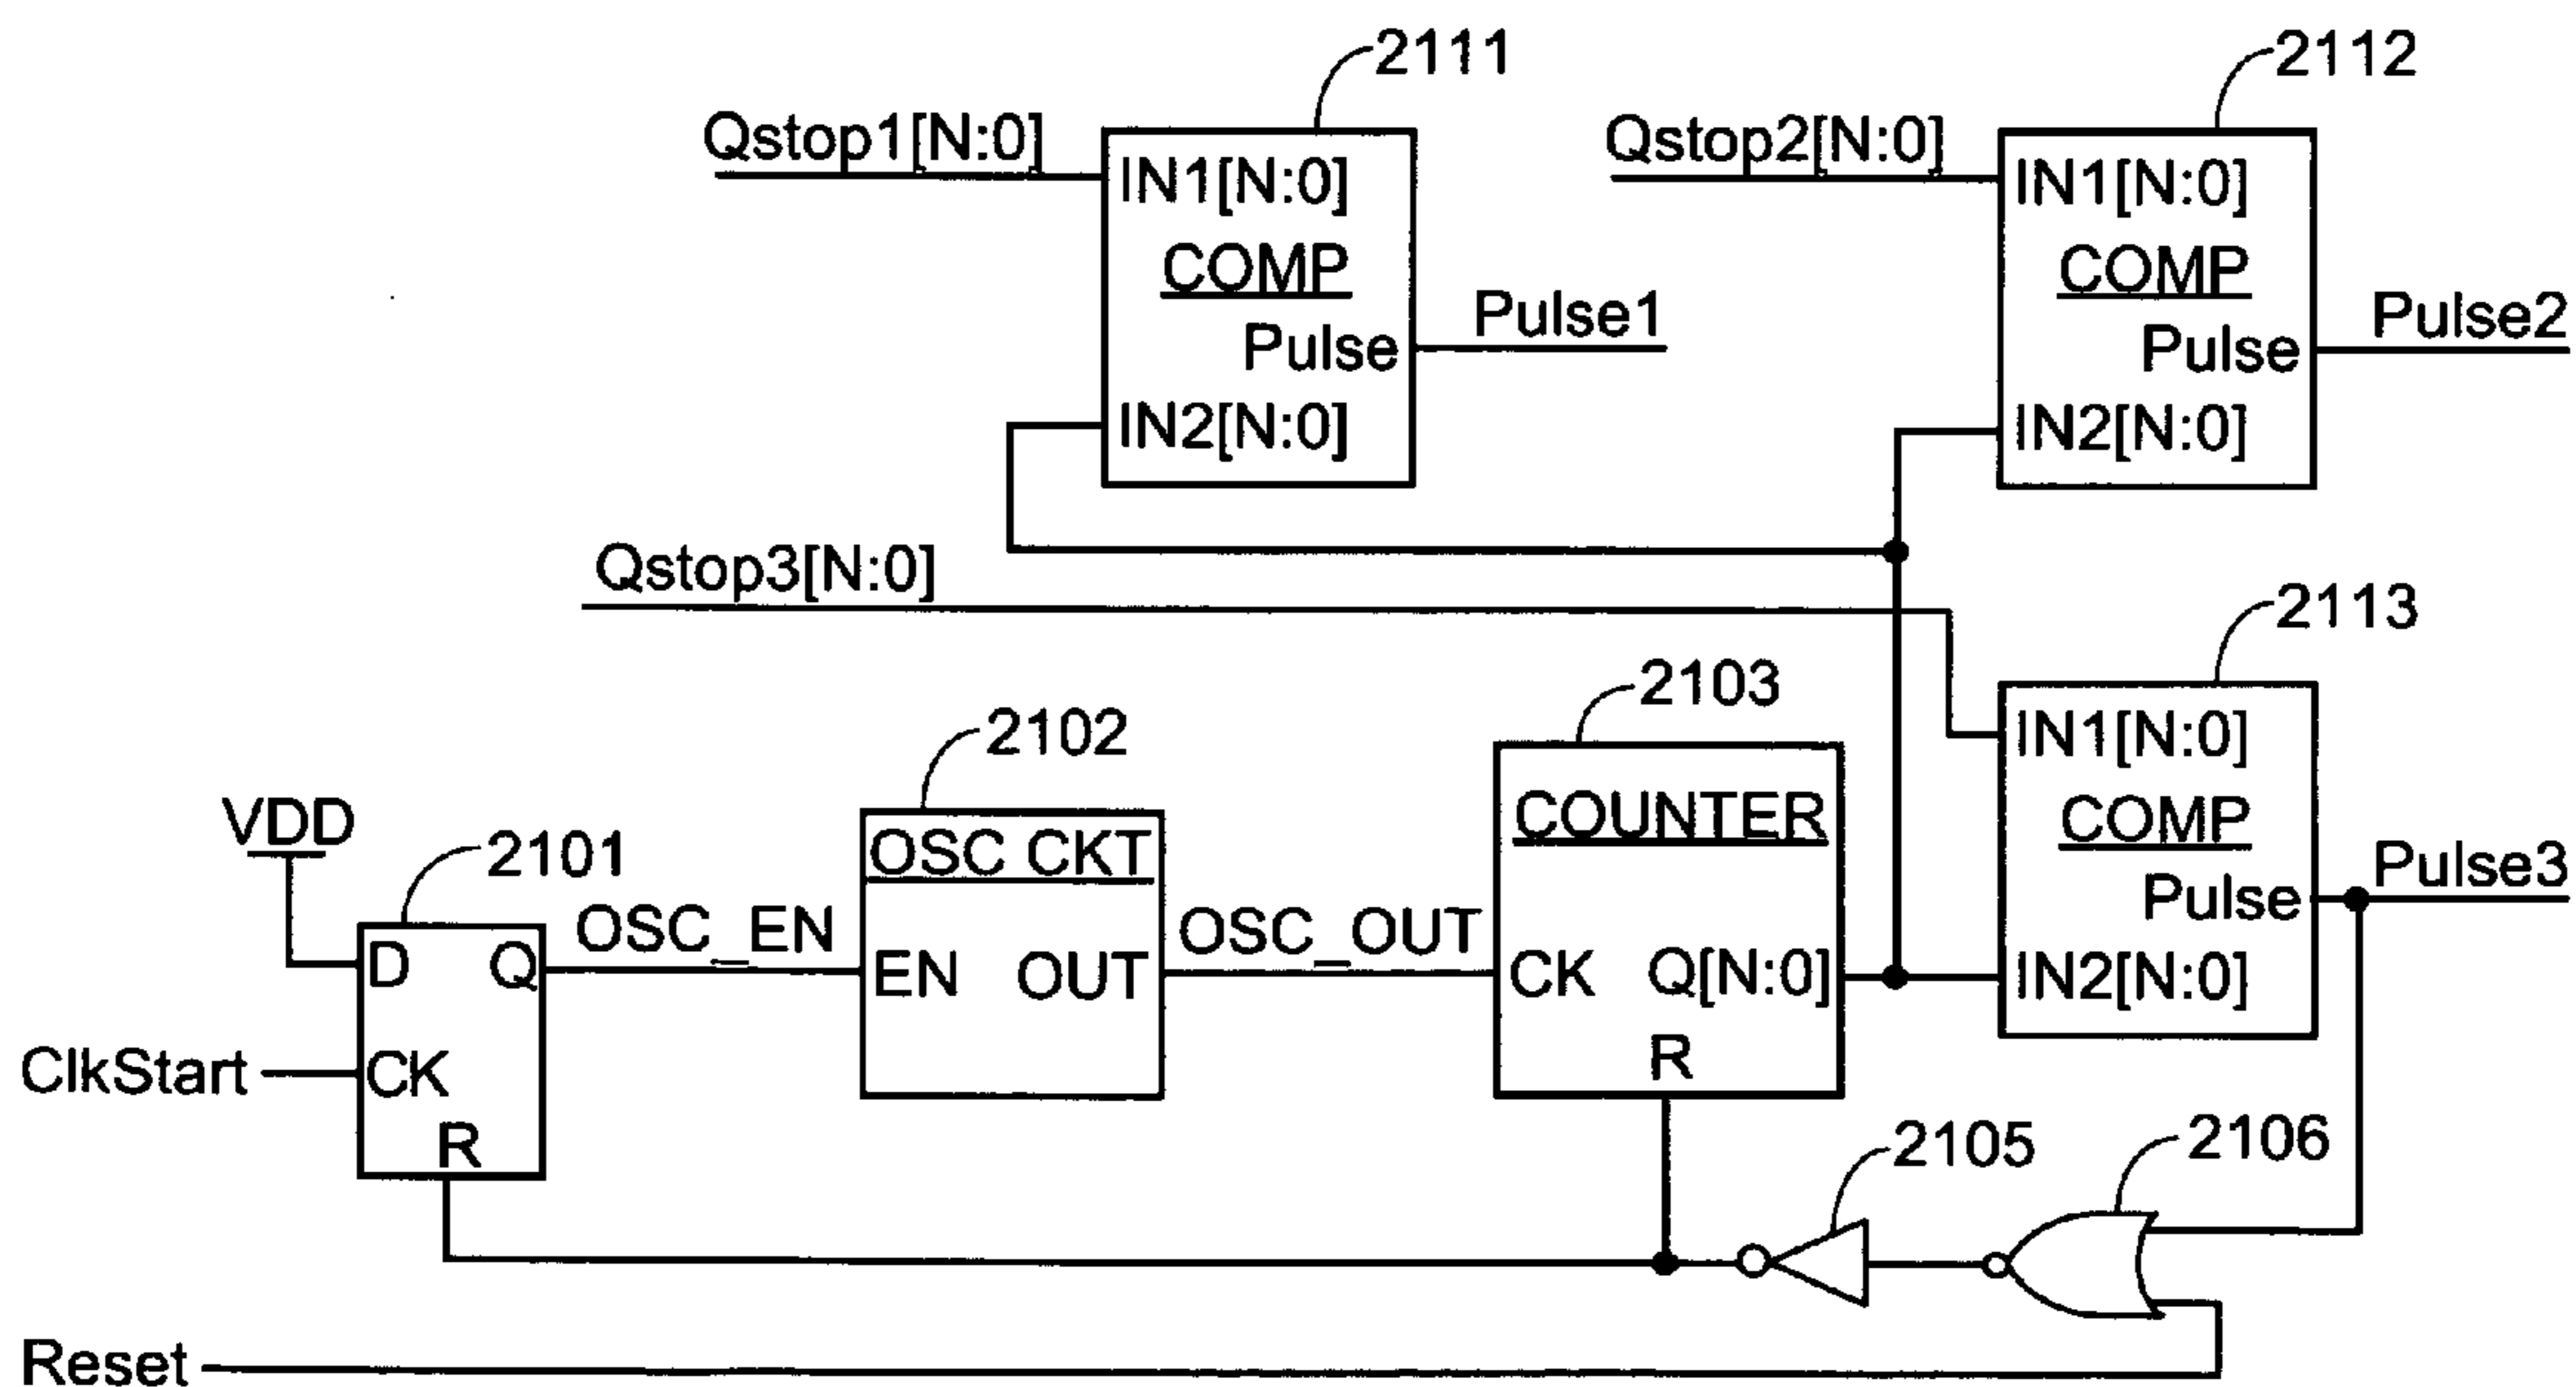 2111
2112
Qstop1[N:0]
IN1[N:0]
COMP
Pulse
IN2[N:0]
Pulse1
Qstop2[N:0]
IN1[N:0]
COMP
Pulse
IN2[N:0]
Pulse2
Qstop3[N:0]
2113
IN1[N:0]
COMP
Pulse
IN2[N:0]
Pulse3
VDD
2101
D Q
CK
R
ClkStart
OSC_EN
2102
OSC CKT
EN OUT
OSC_OUT
2103
COUNTER
CK Q[N:0]
R
2105
2106
Reset